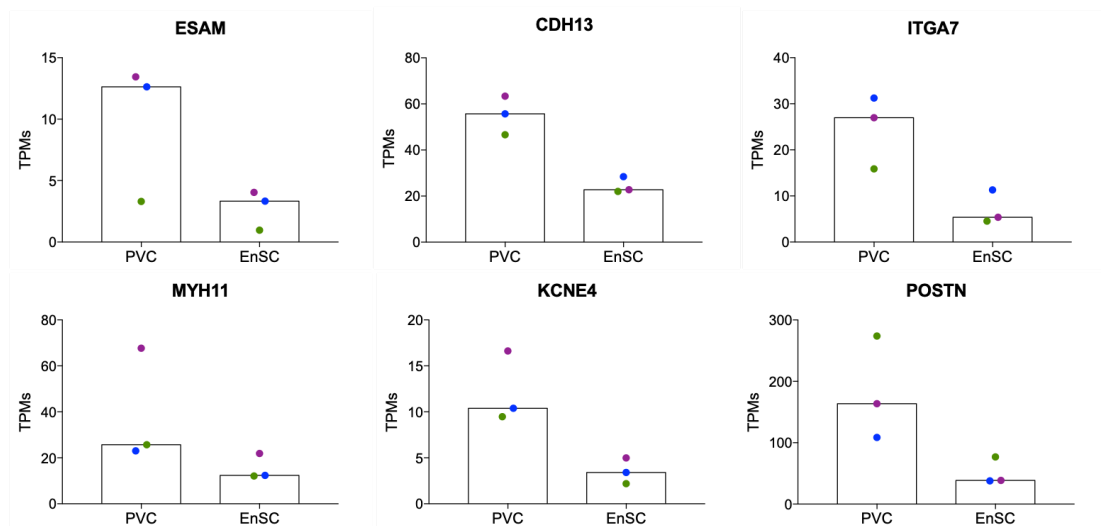 ESAM
CDH13
ITGA7
15
10
5
0
TPMs
PVC
EnSC
80
60
40
20
0
TPMs
PVC
EnSC
40
30
20
10
0
TPMs
PVC
EnSC
MYH11
KCNE4
POSTN
80
60
40
20
0
TPMs
PVC
EnSC
20
15
10
5
0
TPMs
PVC
EnSC
300
200
100
0
TPMs
PVC
EnSC